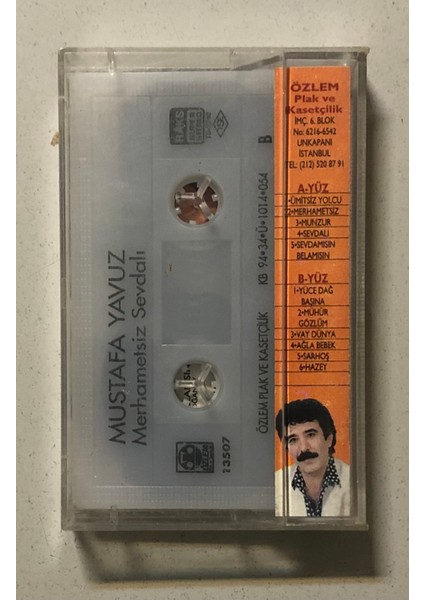 MUSTAFA YAVUZ
Merhametsiz Sevdalı
13507
RAKS
B
KB 94•34•Ü•1014•054
ÖZLEM PLAK VE KASETÇİLİK
ÖZLEM
Plak ve
Kasetçilik
İMÇ. 6. BLOK
No: 6216-6542
UNKAPANI
İSTANBUL
TEL: (212) 520 87 91
A-YÜZ
1-ÜMİTSİZ YOLCU
2-MERHAMETSİZ
3-MUNZUR
4-SEVDALI
5-SEVDAMISIN
BELAMISIN
B-YÜZ
1-YÜCE DAĞ
BAŞINA
2-MÜHÜR
GÖZLÜM
3-VAY DÜNYA
4-AĞLA BEBEK
5-SARHOŞ
6-HAZEY